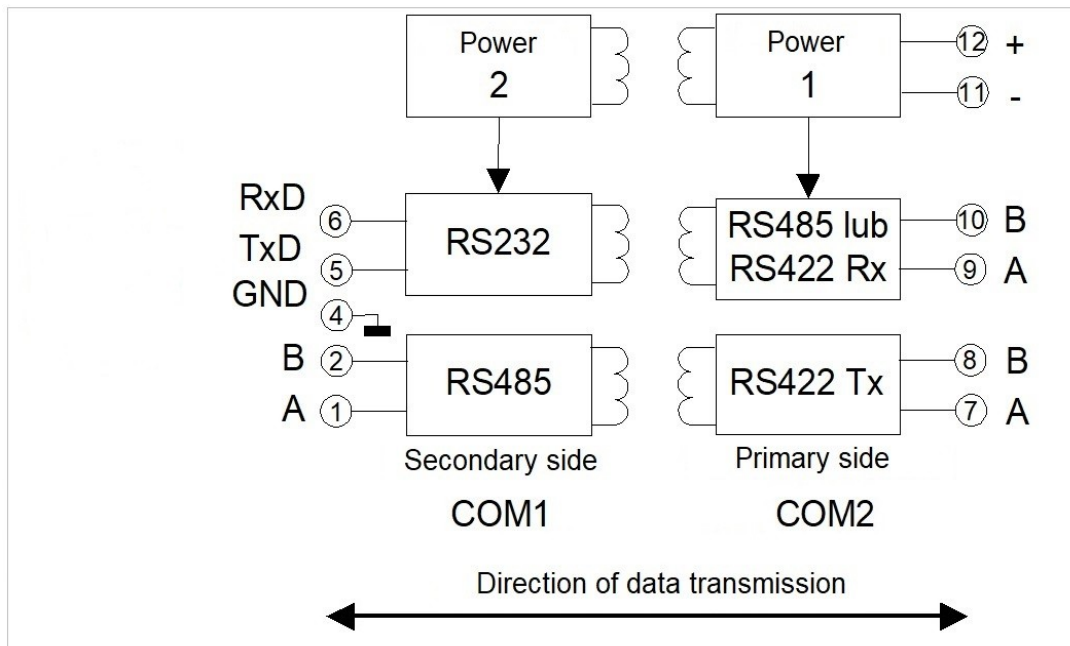 Power
2
Power
1
12 +
11 -
RxD
6
TxD
5
GND
4
RS232
RS485 lub
RS422 Rx
10 B
9 A
B 2
A 1
RS485
RS422 Tx
8 B
7 A
Secondary side
Primary side
COM1
COM2
Direction of data transmission